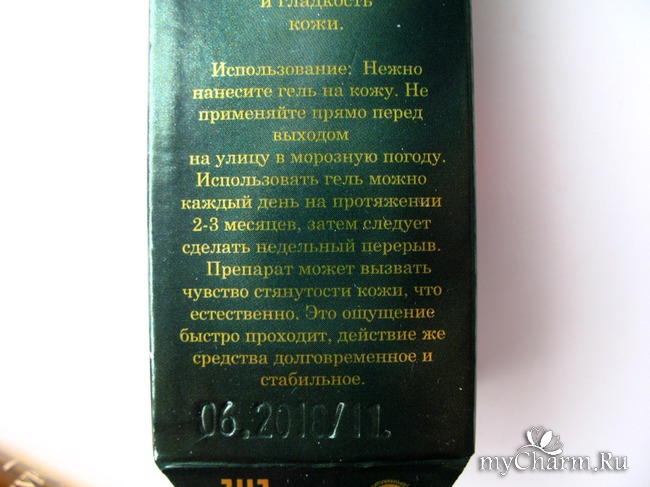 и гладкость
кожи.
Использование: Нежно
нанесите гель на кожу. Не
применяйте прямо перед
выходом
на улицу в морозную погоду.
Использовать гель можно
каждый день на протяжении
2-3 месяцев, затем следует
сделать недельный перерыв.
Препарат может вызвать
чувство стянутости кожи, что
естественно. Это ощущение
быстро проходит, действие же
средства долговременное и
стабильное.
06.2016/11.
myCharm.Ru